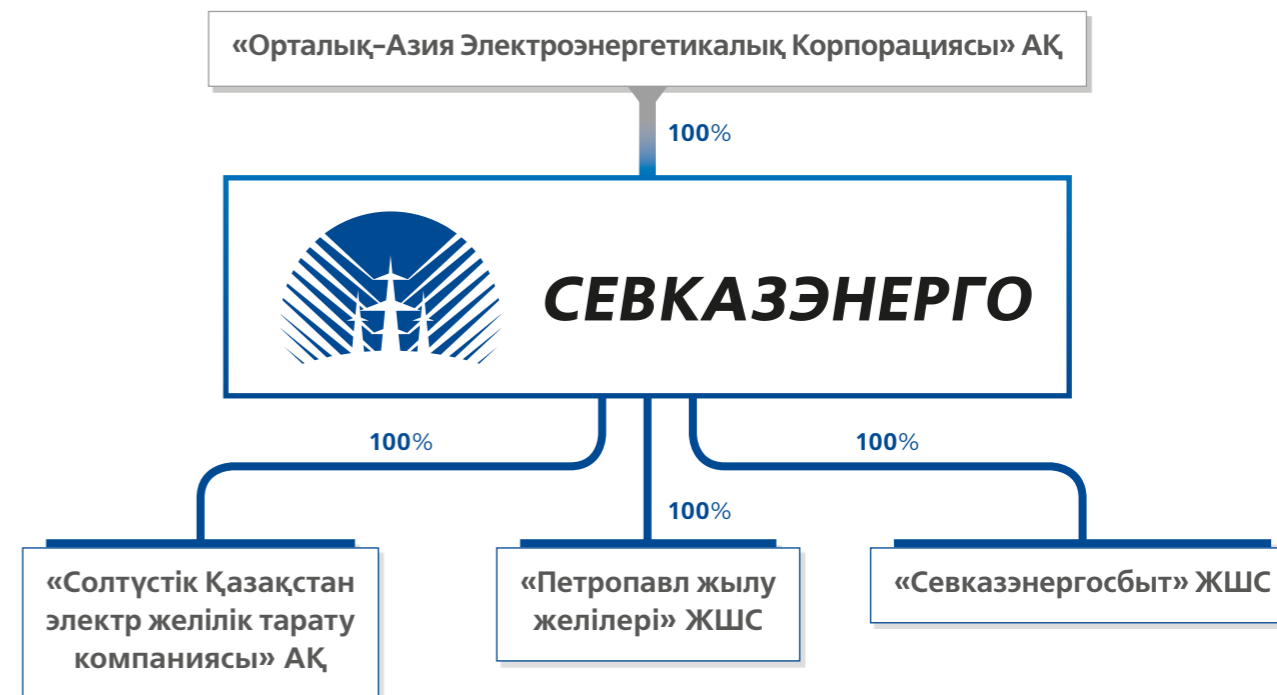 «Орталық-Азия Электроэнергетикалық Корпорациясы» АҚ
100%
СЕВКАЗЭНЕРГО
100%
100%
100%
«Солтүстік Қазақстан
электр желілік тарату
компаниясы» АҚ
«Петропавл жылу
желілері» ЖШС
«Севказэнергосбыт» ЖШС